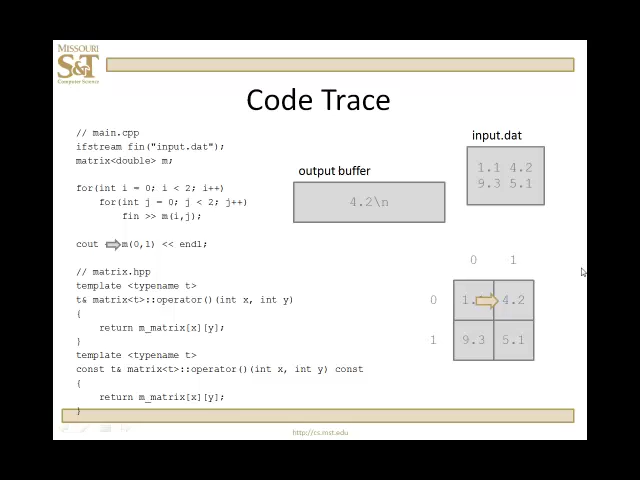 MISSOURI
S&T
Computer Science
Code Trace
// main.cpp
ifstream fin("input.dat");
matrix<double> m;
for(int i = 0; i < 2; i++)
for(int j = 0; j < 2; j++)
fin >> m(i,j);
cout m(0,1) << endl;
// matrix.hpp
template <typename t>
t& matrix<t>::operator()(int x, int y)
{
return m_matrix[x][y];
}
template <typename t>
const t& matrix<t>::operator()(int x, int y) const
{
return m_matrix[x][y];
}
output buffer
4.2\n
input.dat
1.1 4.2
9.3 5.1
0 1
0 4.2
1 9.3 5.1
http://cs.mst.edu